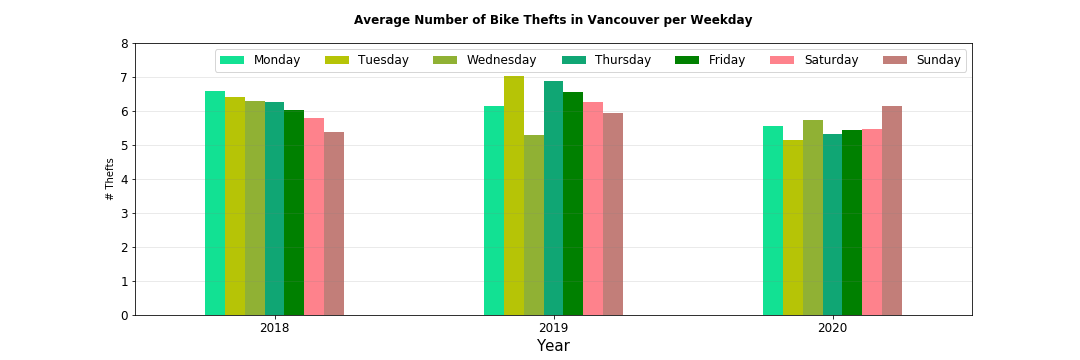 Average Number of Bike Thefts in Vancouver per Weekday
8
Monday Tuesday Wednesday Thursday Friday Saturday Sunday
7
6
5
4
3
2
1
0
# Thefts
2018 2019 2020
Year